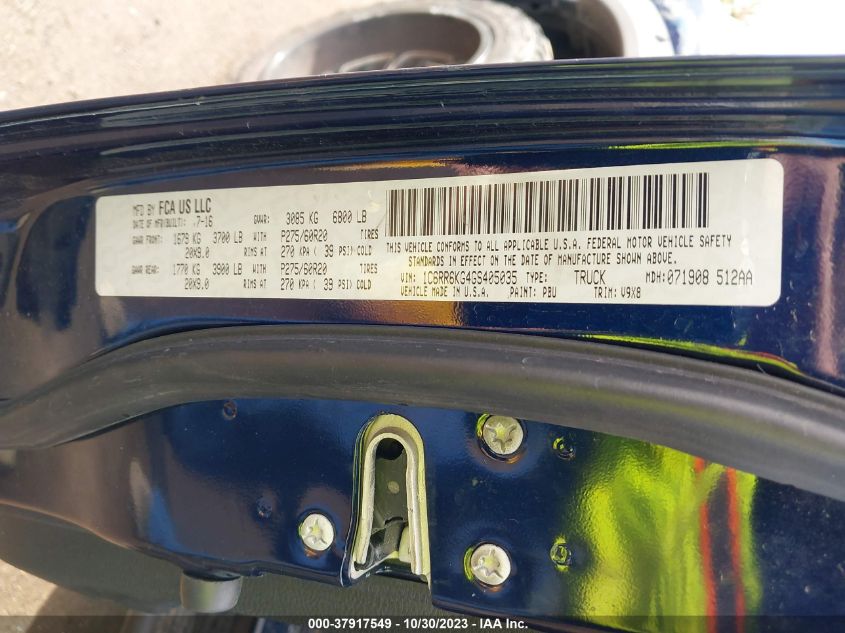 MFD BY FCA US LLC
DATE OF MFR(BUILT): 7-16 GVWR: 3085 KG 6800 LB
GAWR FRONT: 1679 KG 3700 LB WITH P275/60R20 TIRES
20X9.0 RIMS AT 270 KPA ( 39 PSI) COLD
GAWR REAR: 1770 KG 3900 LB WITH P275/60R20 TIRES
20X9.0 RIMS AT 270 KPA ( 39 PSI) COLD
THIS VEHICLE CONFORMS TO ALL APPLICABLE U.S.A. FEDERAL MOTOR VEHICLE SAFETY
STANDARDS IN EFFECT ON THE DATE OF MANUFACTURE SHOWN ABOVE.
VIN: 1C6RR6KG4GS405035 TYPE: TRUCK MDH:071908 512AA
VEHICLE MADE IN U.S.A. PAINT: PBU TRIM: V9X8
000-37917549 - 10/30/2023 - IAA Inc.